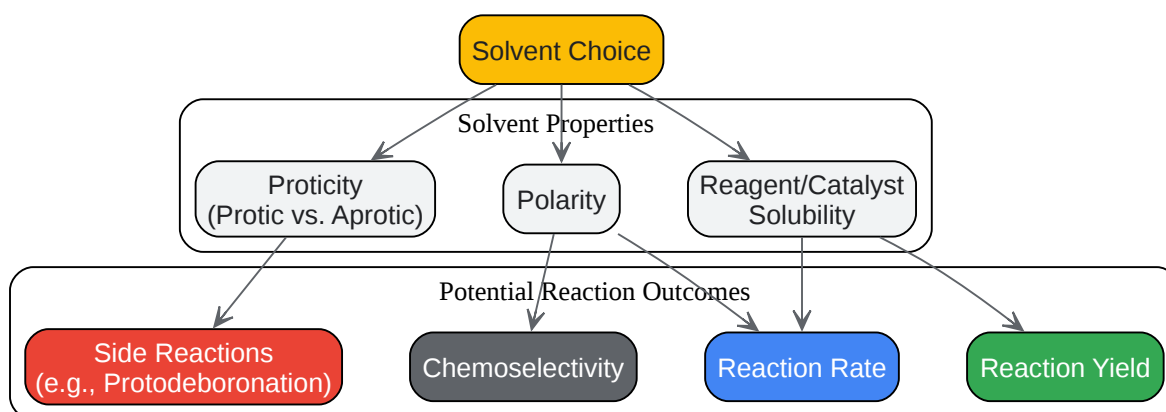 Solvent Choice
Solvent Properties
Proticity
(Protic vs. Aprotic)
Polarity
Reagent/Catalyst
Solubility
Potential Reaction Outcomes
Side Reactions
(e.g., Protodeboronation)
Chemoselectivity
Reaction Rate
Reaction Yield